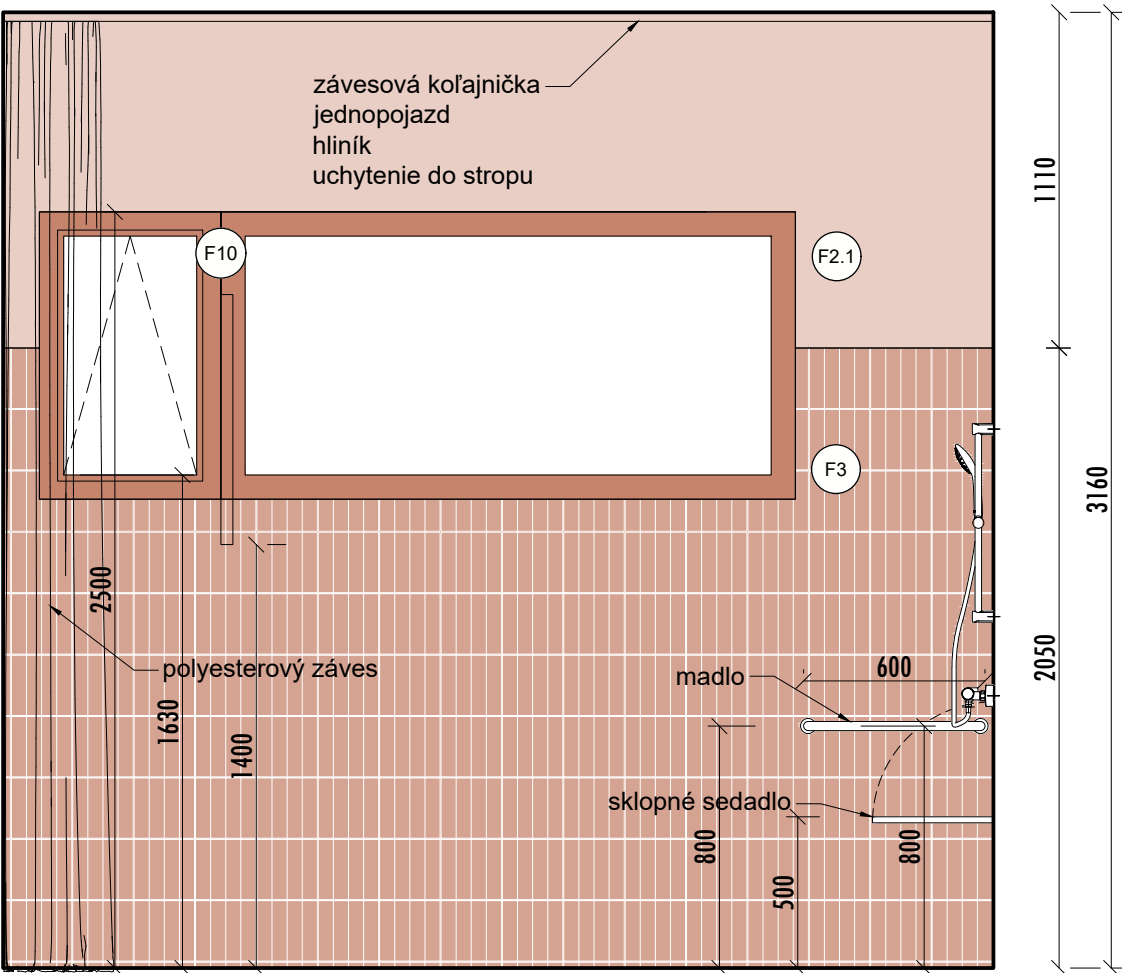 závesová koľajnička
jednopojazd
hliník
uchytenie do stropu
1110
F10
F2.1
F3
3160
2500
polyesterový záves
madlo
600
2050
1630
1400
sklopné sedadlo
800
800
500